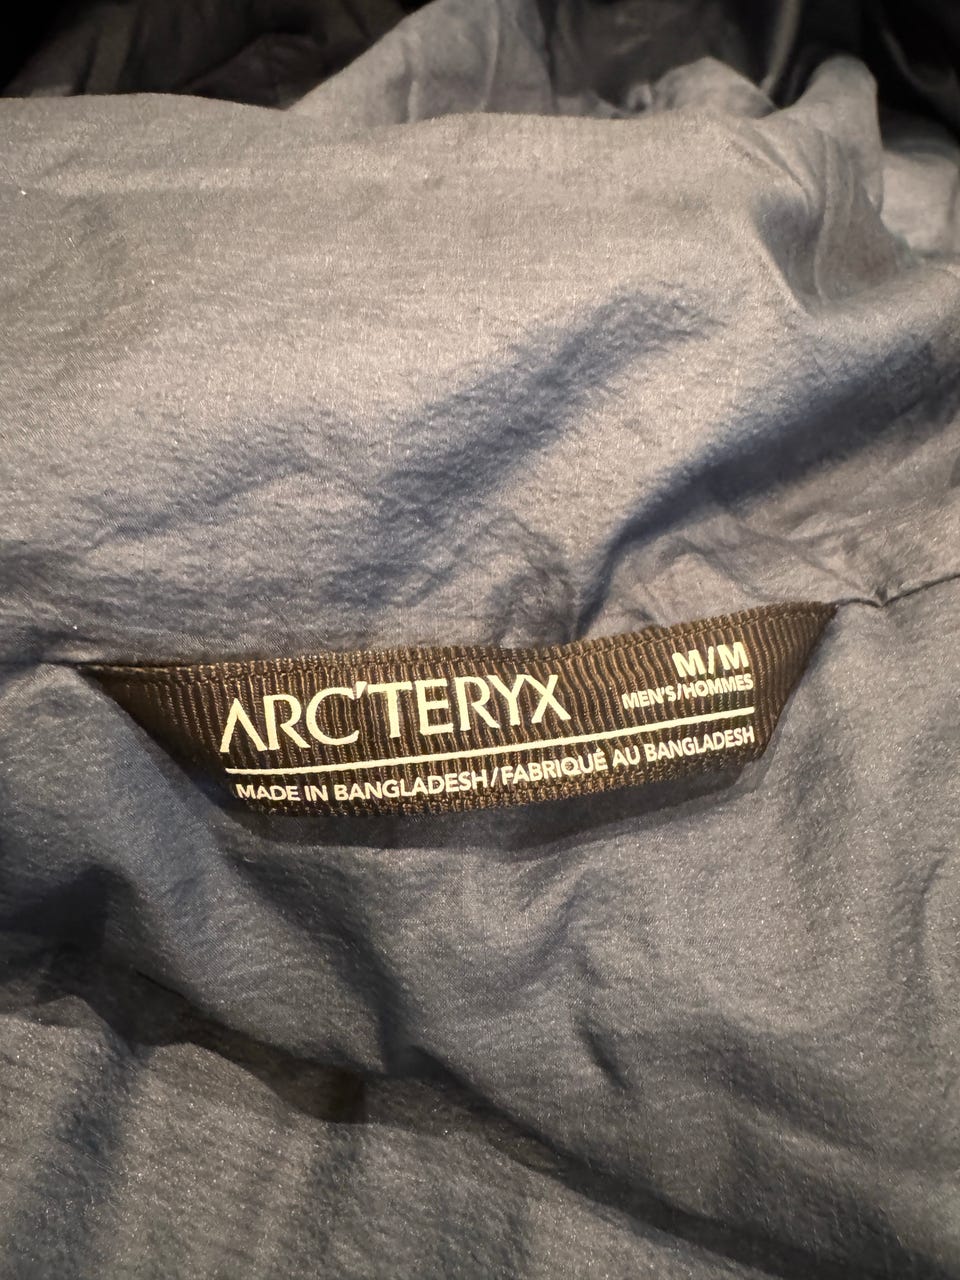 ARC'TERYX
M/M
MEN'S/HOMMES
MADE IN BANGLADESH/FABRIQUÉ AU BANGLADESH